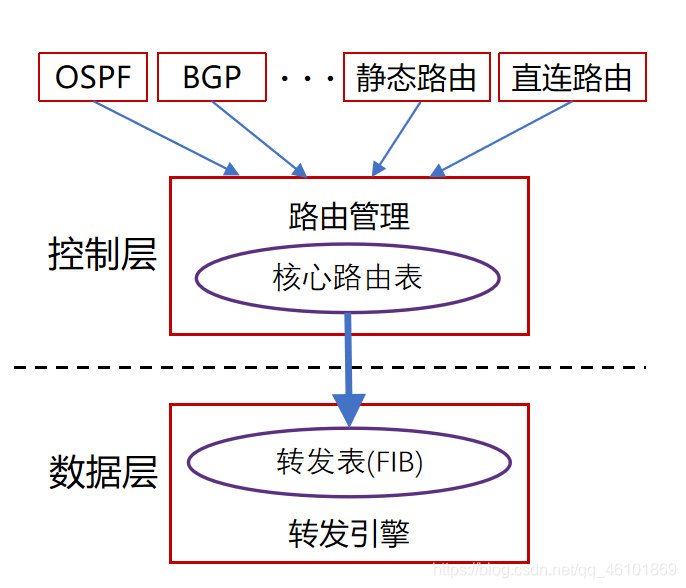 OSPF
BGP
· · ·
静态路由
直连路由
路由管理
控制层
核心路由表
数据层
转发表(FIB)
转发引擎
https://blog.csdn.net/qq_46101869